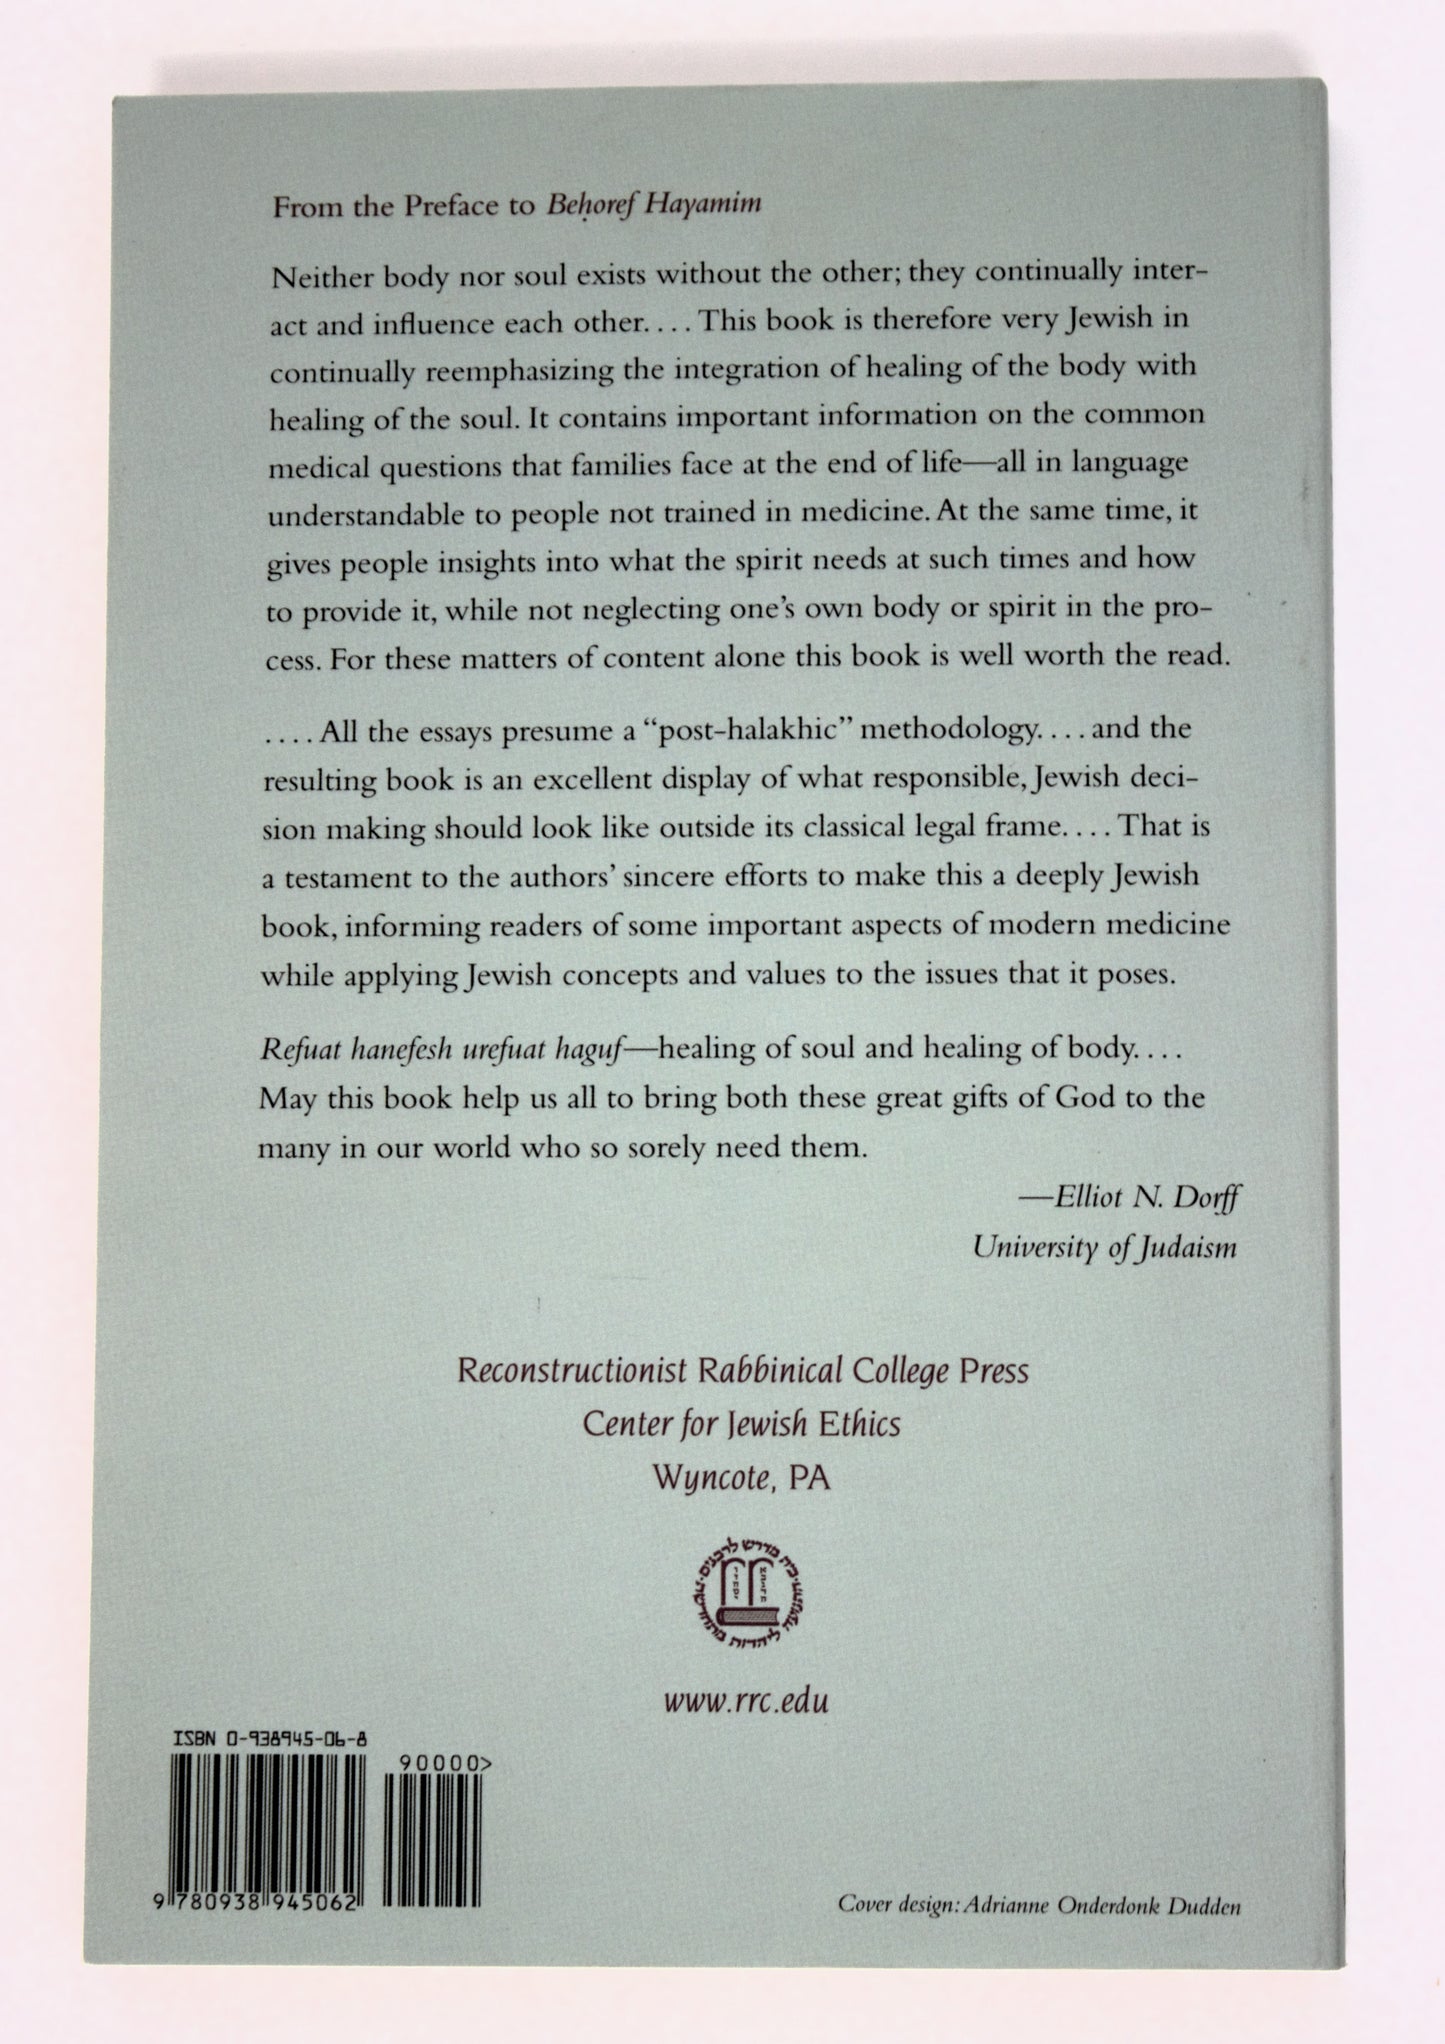 From the Preface to Beḥoref Hayamim
Neither body nor soul exists without the other; they continually inter-
act and influence each other. . . . This book is therefore very Jewish in
continually reemphasizing the integration of healing of the body with
healing of the soul. It contains important information on the common
medical questions that families face at the end of life—all in language
understandable to people not trained in medicine. At the same time, it
gives people insights into what the spirit needs at such times and how
to provide it, while not neglecting one's own body or spirit in the pro-
cess. For these matters of content alone this book is well worth the read.
. . . . All the essays presume a “post-halakhic” methodology. . . . and the
resulting book is an excellent display of what responsible, Jewish deci-
sion making should look like outside its classical legal frame. . . . That is
a testament to the authors' sincere efforts to make this a deeply Jewish
book, informing readers of some important aspects of modern medicine
while applying Jewish concepts and values to the issues that it poses.
Refuat hanefesh urefuat haguf—healing of soul and healing of body. . . .
May this book help us all to bring both these great gifts of God to the
many in our world who so sorely need them.
—Elliot N. Dorff
University of Judaism
Reconstructionist Rabbinical College Press
Center for Jewish Ethics
Wyncote, PA
בית מדרש לרבנים
ליהדות
www.rrc.edu
ISBN 0-938945-06-8
90000>
9 780938 945062
Cover design: Adrianne Onderdonk Dudden